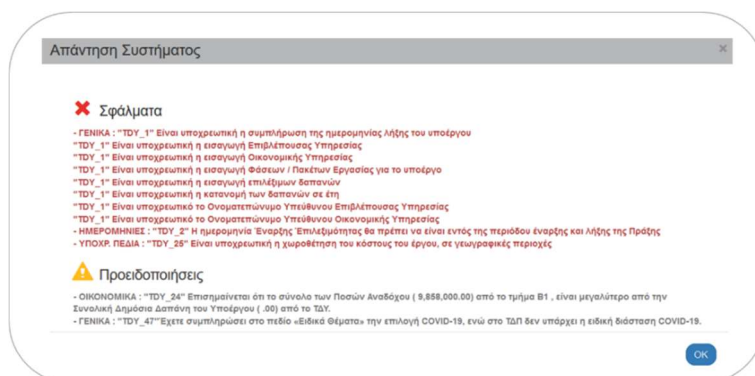 Απάντηση Συστήματος
×
Σφάλματα
- ΓΕΝΙΚΑ : "TDY_1" Είναι υποχρεωτική η συμπλήρωση της ημερομηνίας λήξης του υποέργου
"TDY_1" Είναι υποχρεωτική η εισαγωγή Επιβλέπουσας Υπηρεσίας
"TDY_1" Είναι υποχρεωτική η εισαγωγή Οικονομικής Υπηρεσίας
"TDY_1" Είναι υποχρεωτική η εισαγωγή Φάσεων / Πακέτων Εργασίας για το υποέργο
"TDY_1" Είναι υποχρεωτική η εισαγωγή επιλέξιμων δαπανών
"TDY_1" Είναι υποχρεωτική η κατανομή των δαπανών σε έτη
"TDY_1" Είναι υποχρεωτικό το Ονοματεπώνυμο Υπεύθυνου Επιβλέπουσας Υπηρεσίας
"TDY_1" Είναι υποχρεωτικό το Ονοματεπώνυμο Υπεύθυνου Οικονομικής Υπηρεσίας
- ΗΜΕΡΟΜΗΝΙΕΣ : "TDY_2" Η ημερομηνία Έναρξης Έπιλεξιμότητας θα πρέπει να είναι εντός της περιόδου έναρξης και λήξης της Πράξης
- ΥΠΟΧΡ. ΠΕΔΙΑ : "TDY_25" Είναι υποχρεωτική η χωροθέτηση του κόστους του έργου, σε γεωγραφικές περιοχές
Προειδοποιήσεις
- ΟΙΚΟΝΟΜΙΚΑ : "TDY_24" Επισημαίνεται ότι το σύνολο των Ποσών Αναδόχου ( 9,858,000.00) από το τμήμα Β1 , είναι μεγαλύτερο από την
Συνολική Δημόσια Δαπάνη του Υποέργου ( .00) από το ΤΔΥ.
- ΓΕΝΙΚΑ : "TDY_47"Έχετε συμπληρώσει στο πεδίο «Ειδικά Θέματα» την επιλογή COVID-19, ενώ στο ΤΔΠ δεν υπάρχει η ειδική διάσταση COVID-19.
OK